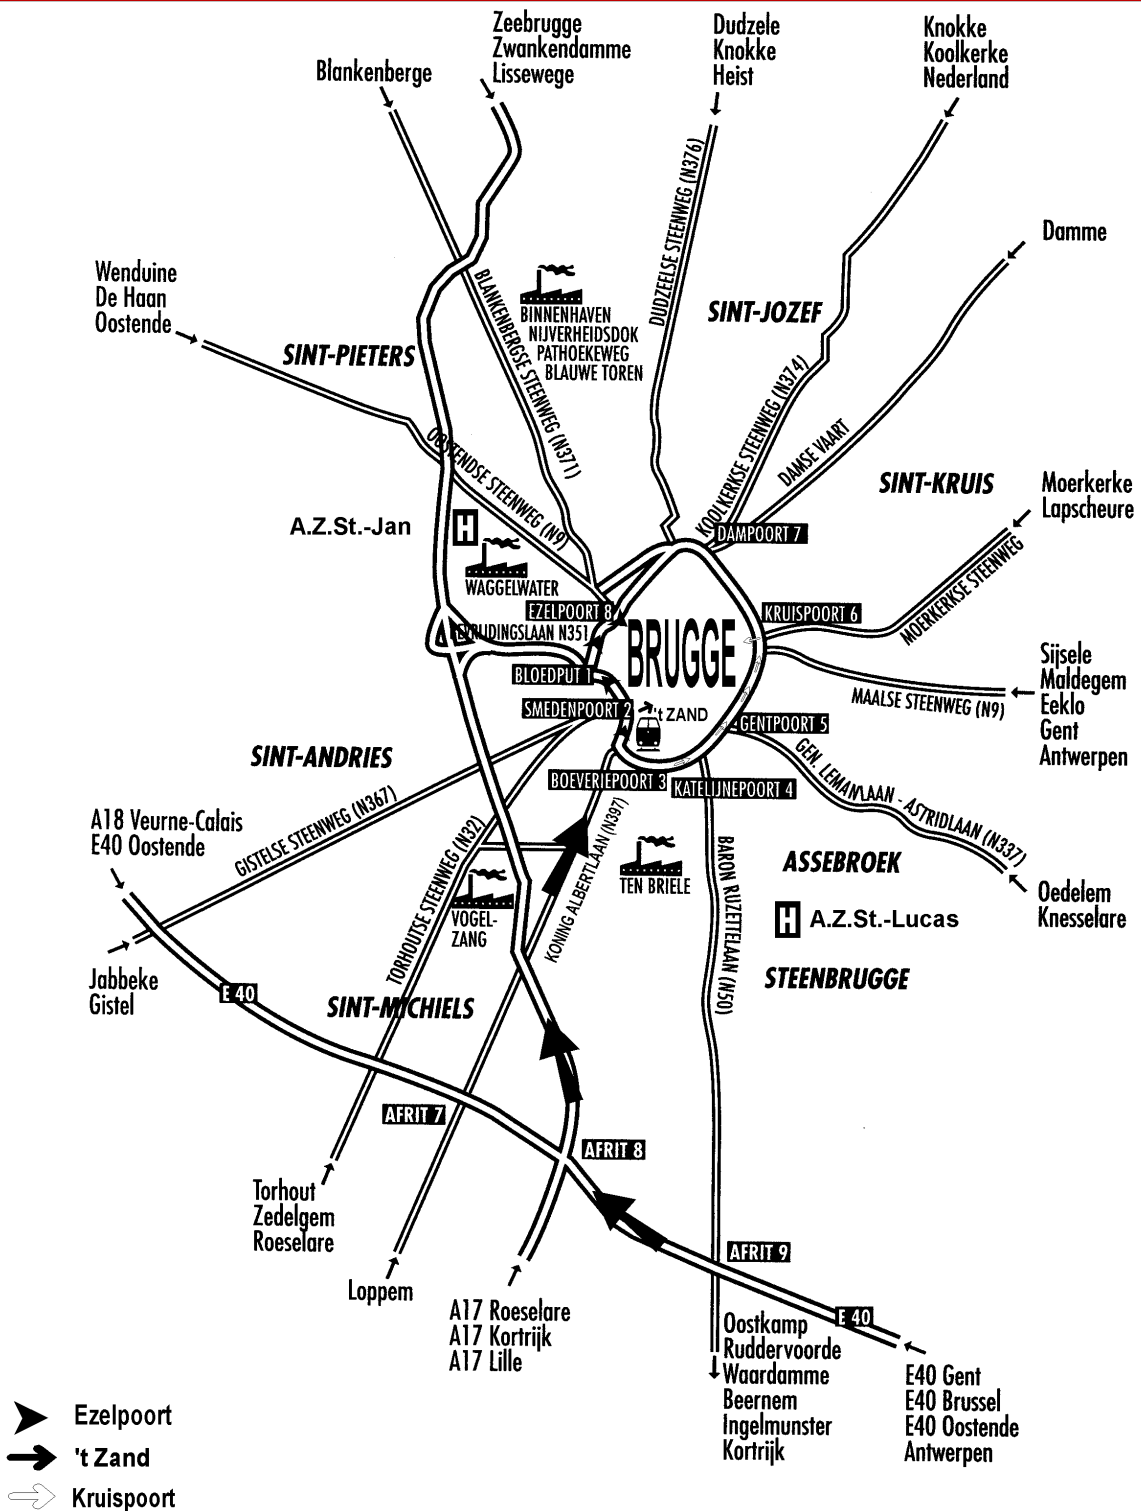 Zeebrugge
Zwankendamme
Lissewege
Dudzele
Knokke
Heist
Knokke
Koolkerke
Nederland
Blankenberge
Damme
Wenduine
De Haan
Oostende
DUDZEELSE STEENWEG (N376)
SINT-JOZEF
BLANKENBERGSE STEENWEG (N371)
BINNENHAVEN
NIJVERHEIDSDOK
PATHOEKEWEG
BLAUWE TOREN
SINT-PIETERS
KOOLKERKSE STEENWEG (N374)
DAMSE VAART
OOSTENDSE STEENWEG (N9)
SINT-KRUIS
Moerkerke
Lapscheure
A.Z.St.-Jan
H
WAGGELWATER
DAMPOORT 7
MOERKERKSE STEENWEG
EZELPOORT 8
KRUISPOORT 6
BEVRIJDINGSLAAN N351
BRUGGE
BLOEDPUT 1
Sijsele
Maldegem
Eeklo
Gent
Antwerpen
MAALSE STEENWEG (N9)
SMEDENPOORT 2
't ZAND
GENTPOORT 5
SINT-ANDRIES
GEN. LEMANLAAN - ASTRIDLAAN (N337)
BOEVERIEPOORT 3
KATELIJNEPOORT 4
A18 Veurne-Calais
E40 Oostende
GISTELSE STEENWEG (N367)
TORHOUTSE STEENWEG (N32)
KONING ALBERTLAAN (N397)
TEN BRIELE
BARON RUZETTELAAN (N50)
ASSEBROEK
Oedelem
Knesselare
VOGEL-
ZANG
H
A.Z.St.-Lucas
Jabbeke
Gistel
STEENBRUGGE
E 40
SINT-MICHIELS
AFRIT 7
AFRIT 8
Torhout
Zedelgem
Roeselare
AFRIT 9
Loppem
A17 Roeselare
A17 Kortrijk
A17 Lille
E 40
Oostkamp
Ruddervoorde
Waardamme
Beernem
Ingelmunster
Kortrijk
E40 Gent
E40 Brussel
E40 Oostende
Antwerpen
Ezelpoort
't Zand
Kruispoort